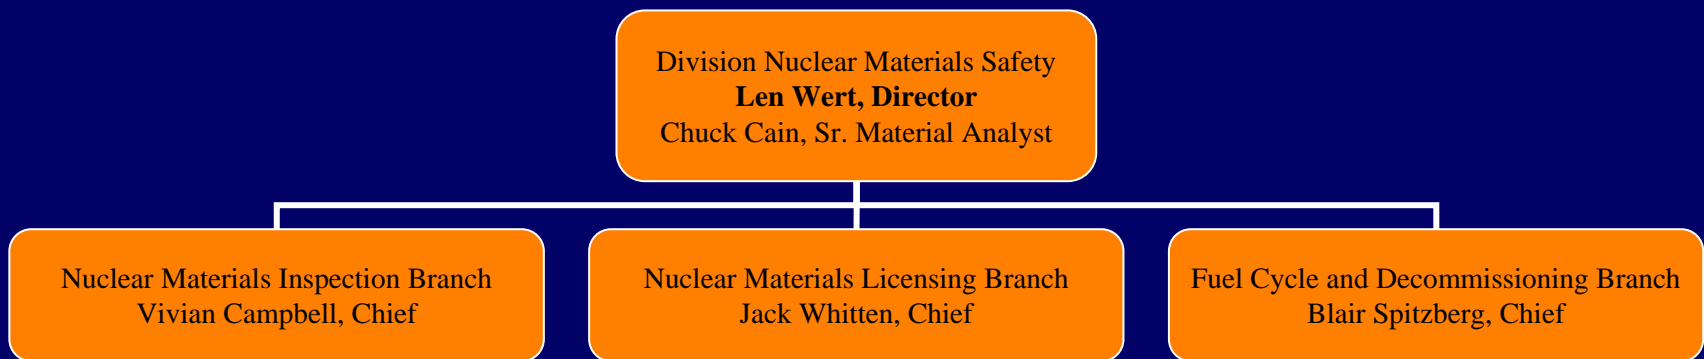 Division Nuclear Materials Safety
Len Wert, Director
Chuck Cain, Sr. Material Analyst
Nuclear Materials Inspection Branch
Vivian Campbell, Chief
Nuclear Materials Licensing Branch
Jack Whitten, Chief
Fuel Cycle and Decommissioning Branch
Blair Spitzberg, Chief